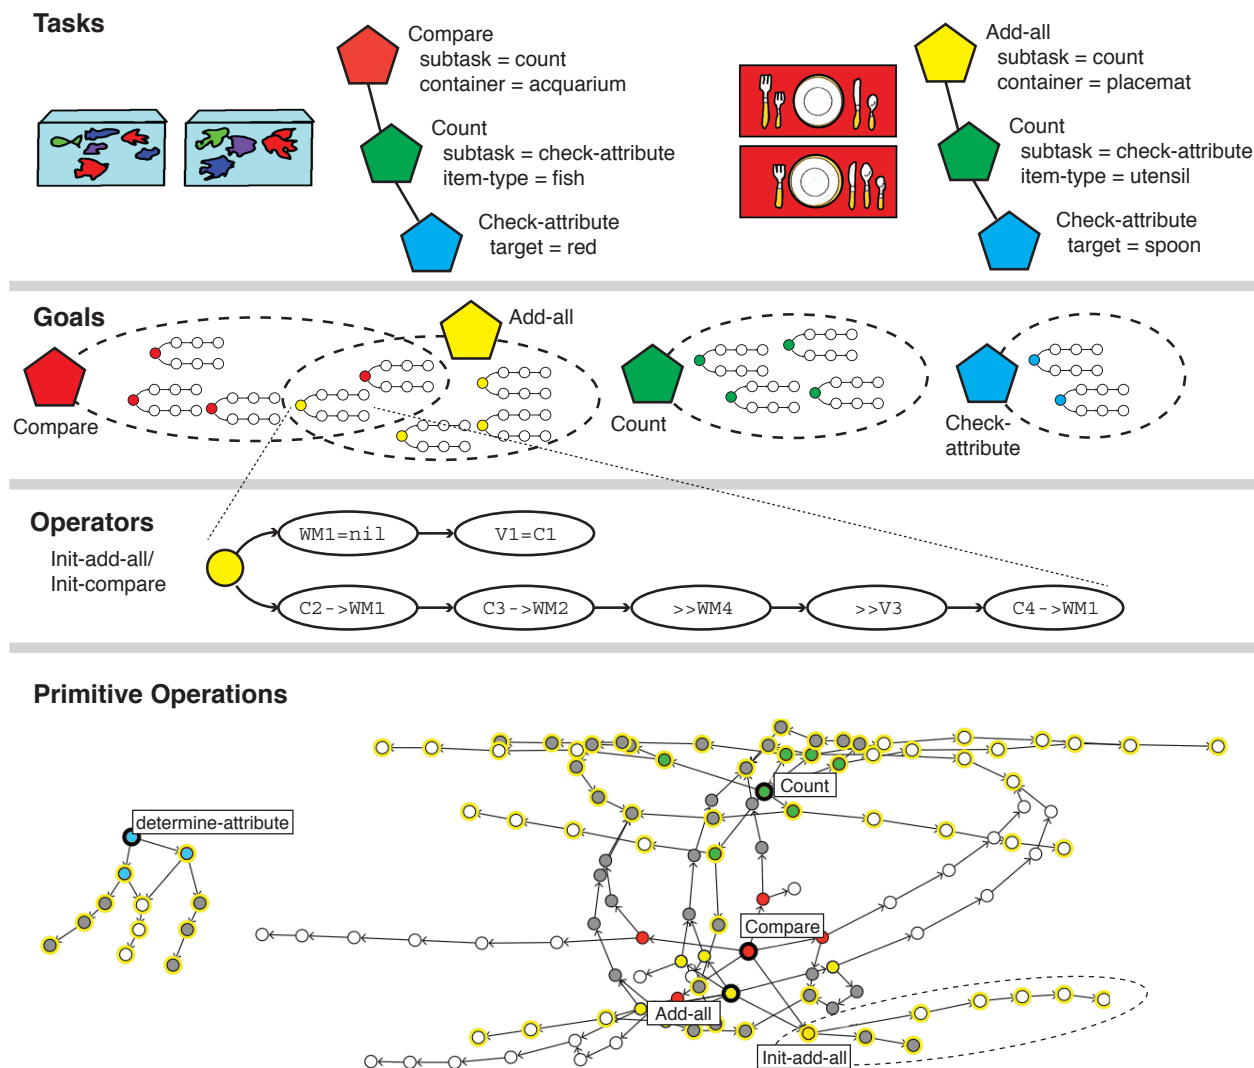 Tasks
Compare
subtask = count
container = acquarium
Count
subtask = check-attribute
item-type = fish
Check-attribute
target = red
Add-all
subtask = count
container = placemat
Count
subtask = check-attribute
item-type = utensil
Check-attribute
target = spoon
Goals
Compare
Add-all
Count
Check-
attribute
Operators
Init-add-all/
Init-compare
WM1=nil
V1=C1
C2->WM1
C3->WM2
>>WM4
>>V3
C4->WM1
Primitive Operations
determine-attribute
Count
Compare
Add-all
Init-add-all